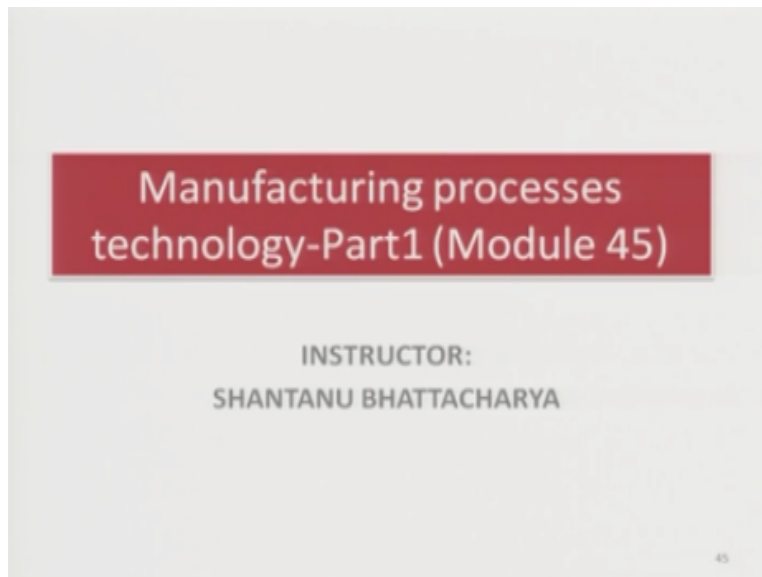 Manufacturing processes
technology-Part1 (Module 45)
INSTRUCTOR:
SHANTANU BHATTACHARYA
45